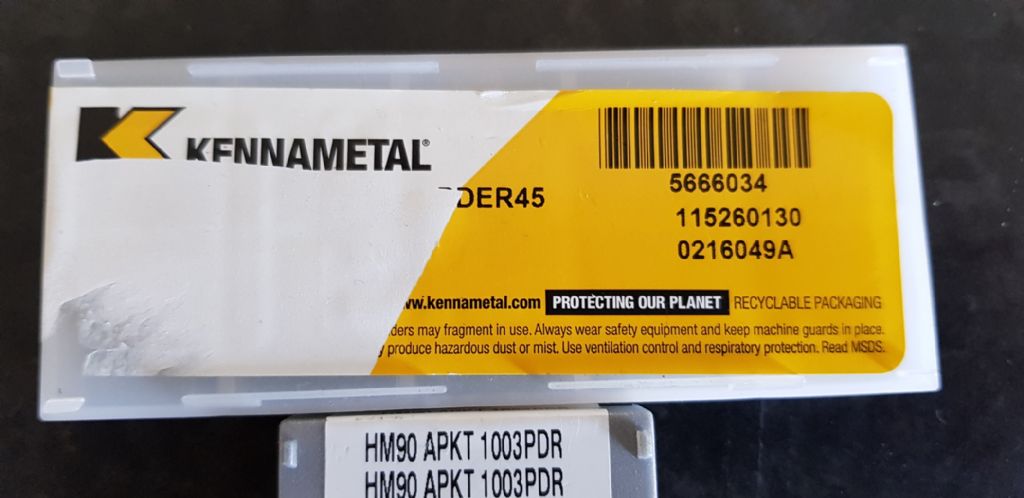 KENNAMETAL®
DER45
5666034
115260130
0216049A
www.kennametal.com PROTECTING OUR PLANET RECYCLABLE PACKAGING
may fragment in use. Always wear safety equipment and keep machine guards in place.
produce hazardous dust or mist. Use ventilation control and respiratory protection. Read MSDS.
HM90 APKT 1003PDR
HM90 APKT 1003PDR